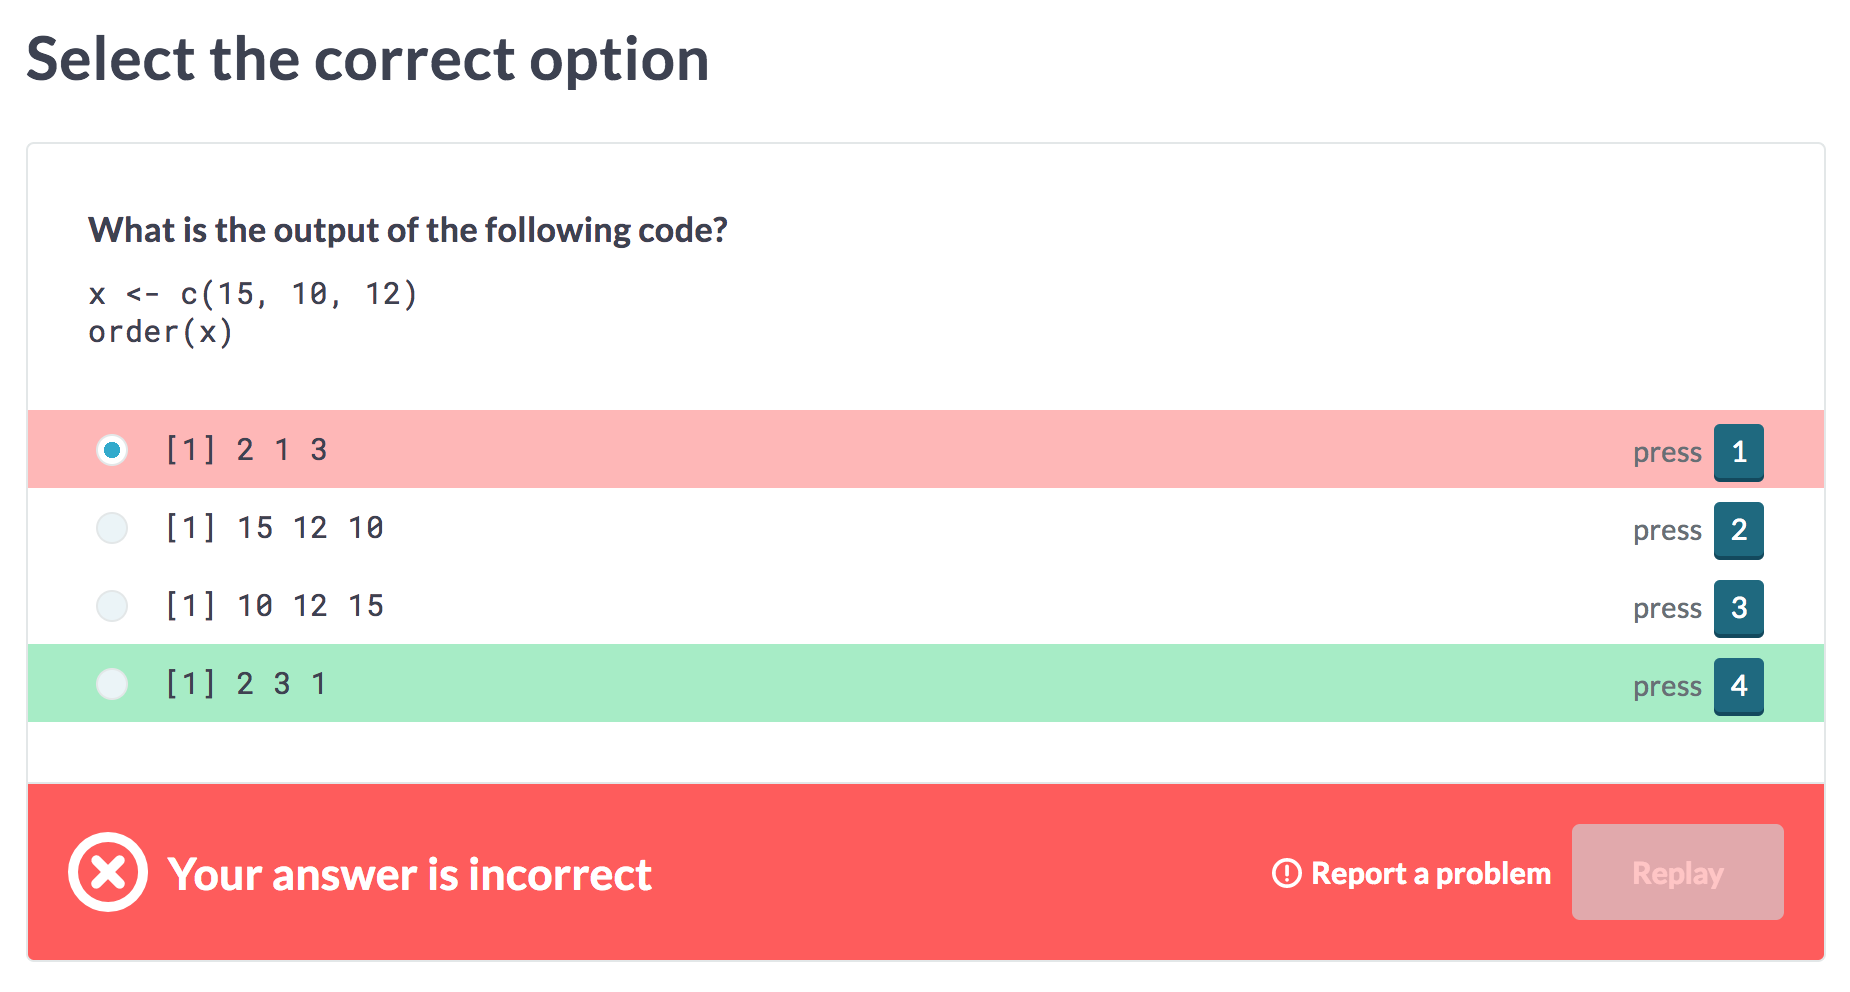 Select the correct option
What is the output of the following code?
x <- c(15, 10, 12)
order(x)
[1] 2 1 3 press 1
[1] 15 12 10 press 2
[1] 10 12 15 press 3
[1] 2 3 1 press 4
Your answer is incorrect Report a problem Replay